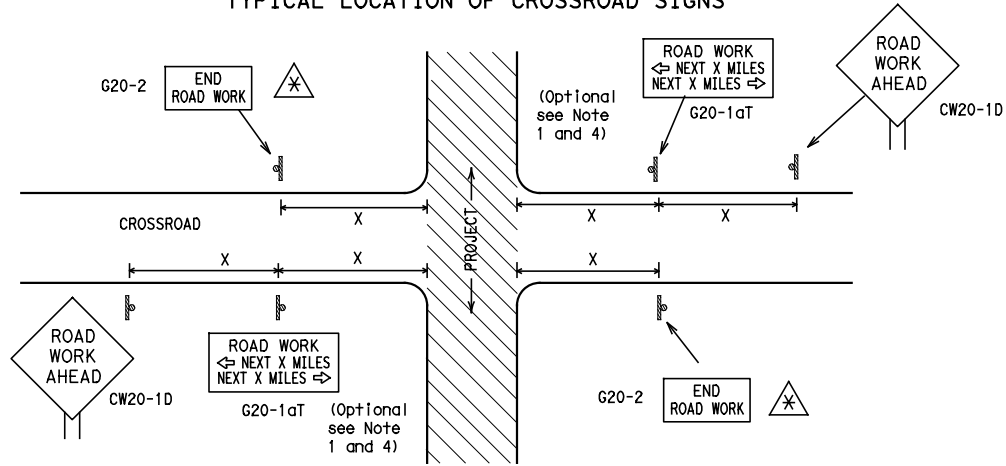 TYPICAL LOCATION OF CROSSROAD SIGNS
G20-2
END
ROAD WORK
*
(Optional
see Note
1 and 4)
ROAD WORK
⇦ NEXT X MILES
NEXT X MILES ⇨
G20-1aT
ROAD
WORK
AHEAD
CW20-1D
X
X
X
CROSSROAD
PROJECT
X
X
X
ROAD
WORK
AHEAD
CW20-1D
ROAD WORK
⇦ NEXT X MILES
NEXT X MILES ⇨
G20-1aT
(Optional
see Note
1 and 4)
G20-2
END
ROAD WORK
*